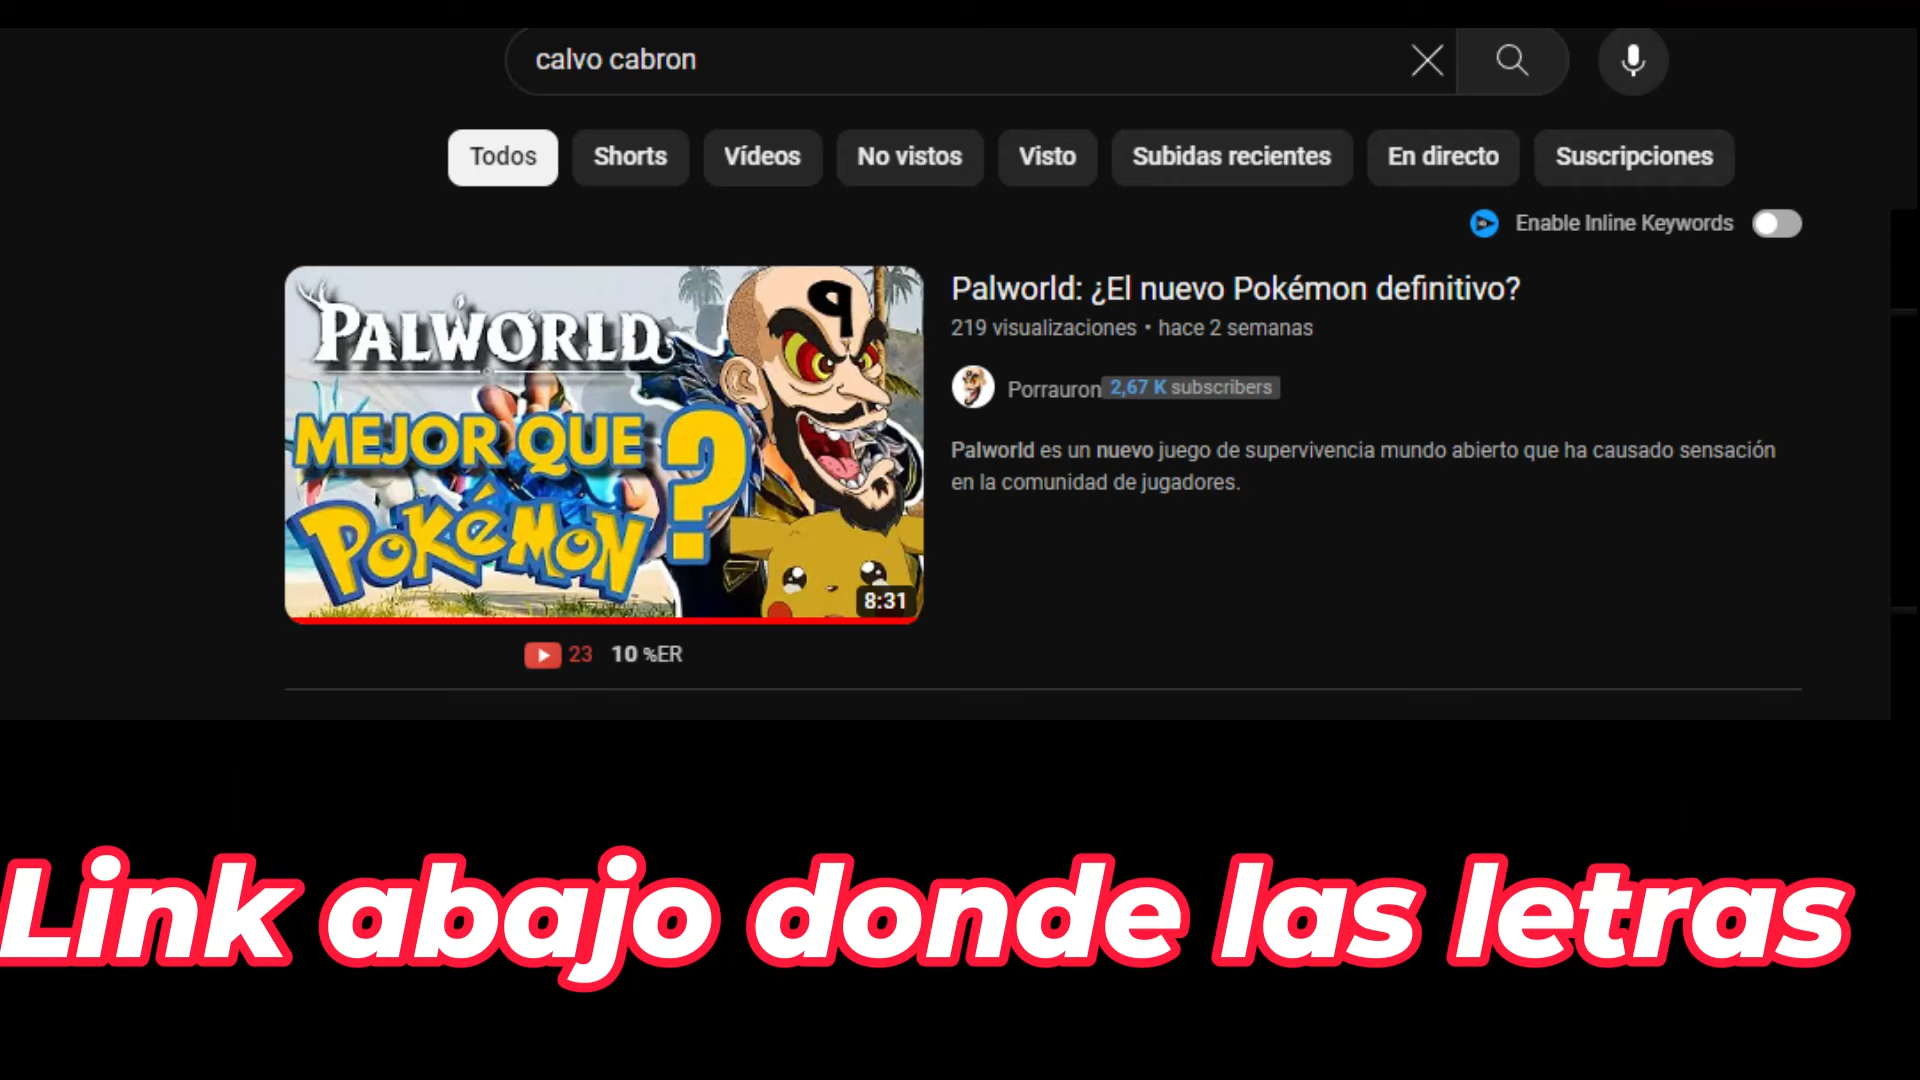 calvo cabron
Todos
Shorts
Vídeos
No vistos
Visto
Subidas recientes
En directo
Suscripciones
Enable Inline Keywords
PALWORLD
MEJOR QUE
POKÉMON
?
9
8:31
Palworld: ¿El nuevo Pokémon definitivo?
219 visualizaciones • hace 2 semanas
Porrauron 2,67 K subscribers
Palworld es un nuevo juego de supervivencia mundo abierto que ha causado sensación
en la comunidad de jugadores.
23 10 %ER
Link abajo donde las letras